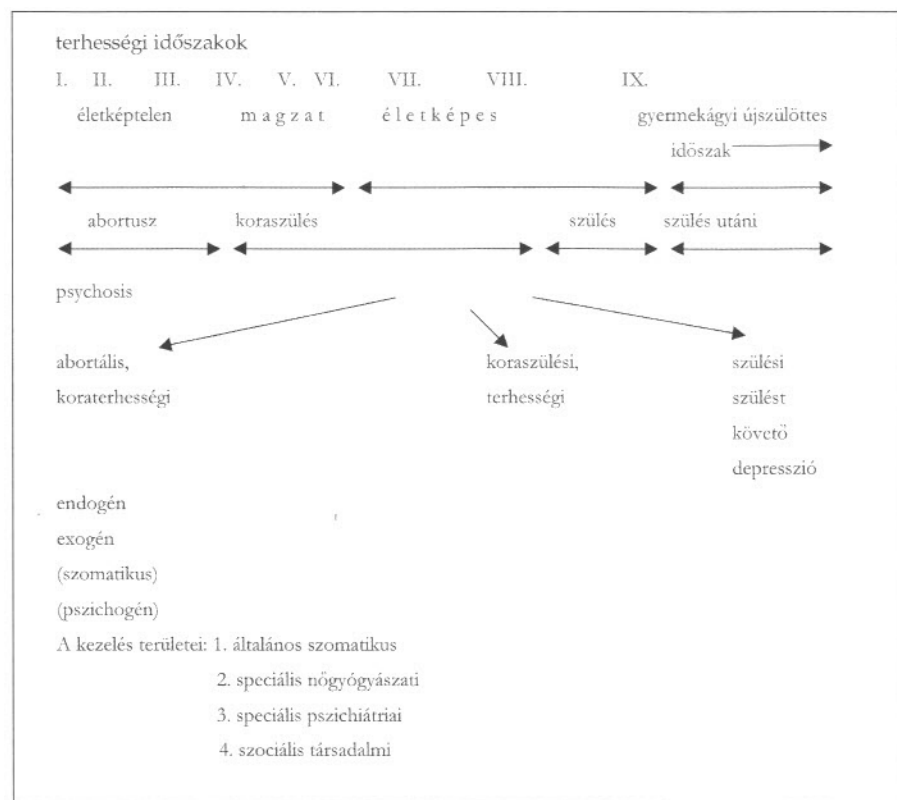 terhességi időszakok
I. II. III. IV. V. VI. VII. VIII. IX.
életképtelen magzat életképes gyermekágyi újszülöttes
időszak
abortusz koraszülés szülés szülés utáni
psychosis
abortális, koraszülési, szülési
koraterhességi terhességi szülést
követő
depresszió
endogén
exogén
(szomatikus)
(pszichogén)
A kezelés területei: 1. általános szomatikus
2. speciális nőgyógyászati
3. speciális pszichiátriai
4. szociális társadalmi